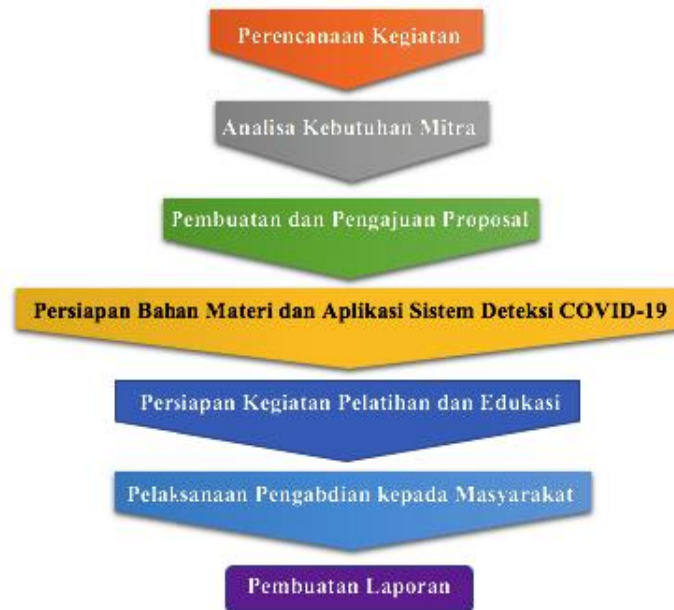 Perencanaan Kegiatan
Analisa Kebutuhan Mitra
Pembuatan dan Pengajuan Proposal
Persiapan Bahan Materi dan Aplikasi Sistem Deteksi COVID-19
Persiapan Kegiatan Pelatihan dan Edukasi
Pelaksanaan Pengabdian kepada Masyarakat
Pembuatan Laporan